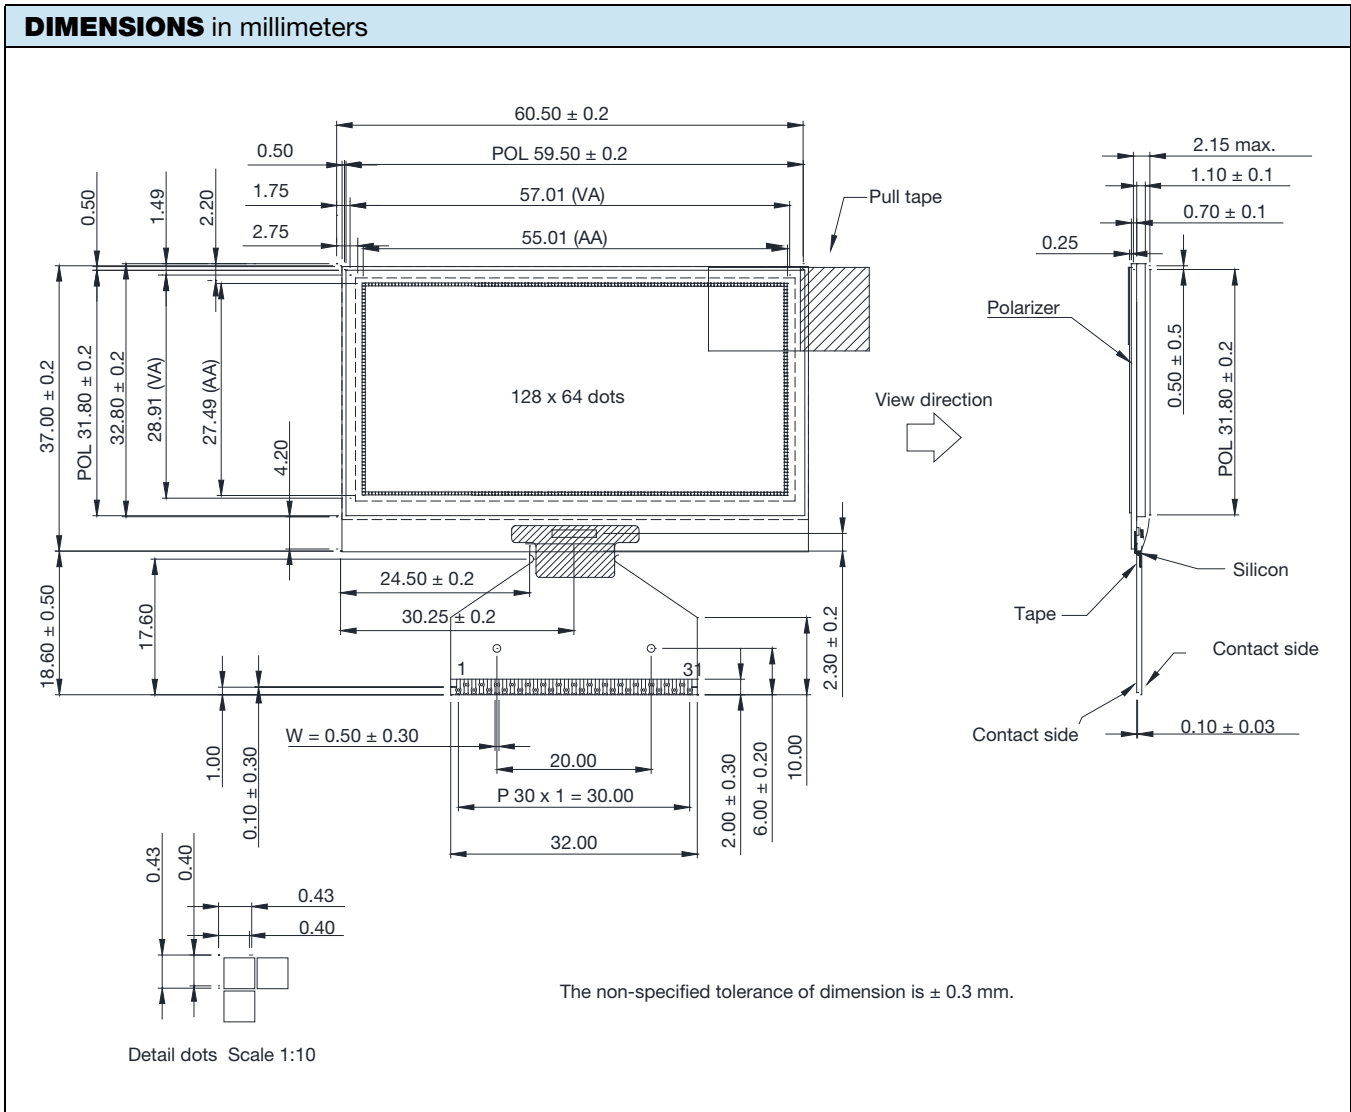 DIMENSIONS in millimeters
60.50 ± 0.2
0.50
POL 59.50 ± 0.2
1.75
57.01 (VA)
2.75
55.01 (AA)
Pull tape
0.50
1.49
2.20
37.00 ± 0.2
POL 31.80 ± 0.2
32.80 ± 0.2
28.91 (VA)
27.49 (AA)
4.20
128 x 64 dots
View direction
2.15 max.
1.10 ± 0.1
0.70 ± 0.1
0.25
Polarizer
0.50 ± 0.5
POL 31.80 ± 0.2
Silicon
Tape
Contact side
Contact side
0.10 ± 0.03
18.60 ± 0.50
17.60
24.50 ± 0.2
30.25 ± 0.2
2.30 ± 0.2
1
31
W = 0.50 ± 0.30
20.00
P 30 x 1 = 30.00
32.00
1.00
0.10 ± 0.30
2.00 ± 0.30
6.00 ± 0.20
10.00
0.43
0.40
0.43
0.40
Detail dots Scale 1:10
The non-specified tolerance of dimension is ± 0.3 mm.